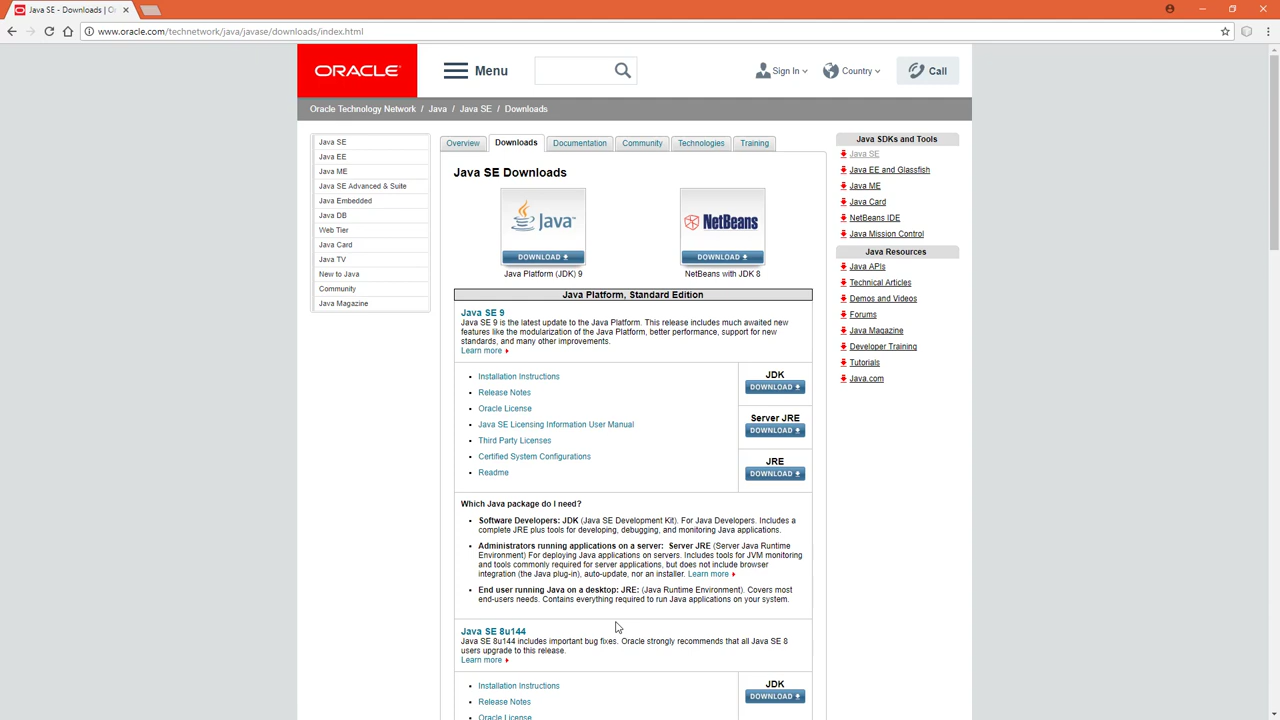 Java SE - Downloads | Or
www.oracle.com/technetwork/java/javase/downloads/index.html
ORACLE
Menu
Sign In
Country
Call
Oracle Technology Network / Java / Java SE / Downloads
Java SE
Java EE
Java ME
Java SE Advanced & Suite
Java Embedded
Java DB
Web Tier
Java Card
Java TV
New to Java
Community
Java Magazine
Overview
Downloads
Documentation
Community
Technologies
Training
Java SE Downloads
Java™
DOWNLOAD
Java Platform (JDK) 9
NetBeans
DOWNLOAD
NetBeans with JDK 8
Java Platform, Standard Edition
Java SE 9
Java SE 9 is the latest update to the Java Platform. This release includes much awaited new
features like the modularization of the Java Platform, better performance, support for new
standards, and many other improvements.
Learn more
Installation Instructions
Release Notes
Oracle License
Java SE Licensing Information User Manual
Third Party Licenses
Certified System Configurations
Readme
JDK
DOWNLOAD
Server JRE
DOWNLOAD
JRE
DOWNLOAD
Which Java package do I need?
Software Developers: JDK (Java SE Development Kit). For Java Developers. Includes a
complete JRE plus tools for developing, debugging, and monitoring Java applications.
Administrators running applications on a server: Server JRE (Server Java Runtime
Environment) For deploying Java applications on servers. Includes tools for JVM monitoring
and tools commonly required for server applications, but does not include browser
integration (the Java plug-in), auto-update, nor an installer. Learn more
End user running Java on a desktop: JRE: (Java Runtime Environment). Covers most
end-users needs. Contains everything required to run Java applications on your system.
Java SE 8u144
Java SE 8u144 includes important bug fixes. Oracle strongly recommends that all Java SE 8
users upgrade to this release.
Learn more
Installation Instructions
Release Notes
Oracle License
JDK
DOWNLOAD
Java SDKs and Tools
Java SE
Java EE and Glassfish
Java ME
Java Card
NetBeans IDE
Java Mission Control
Java Resources
Java APIs
Technical Articles
Demos and Videos
Forums
Java Magazine
Developer Training
Tutorials
Java.com